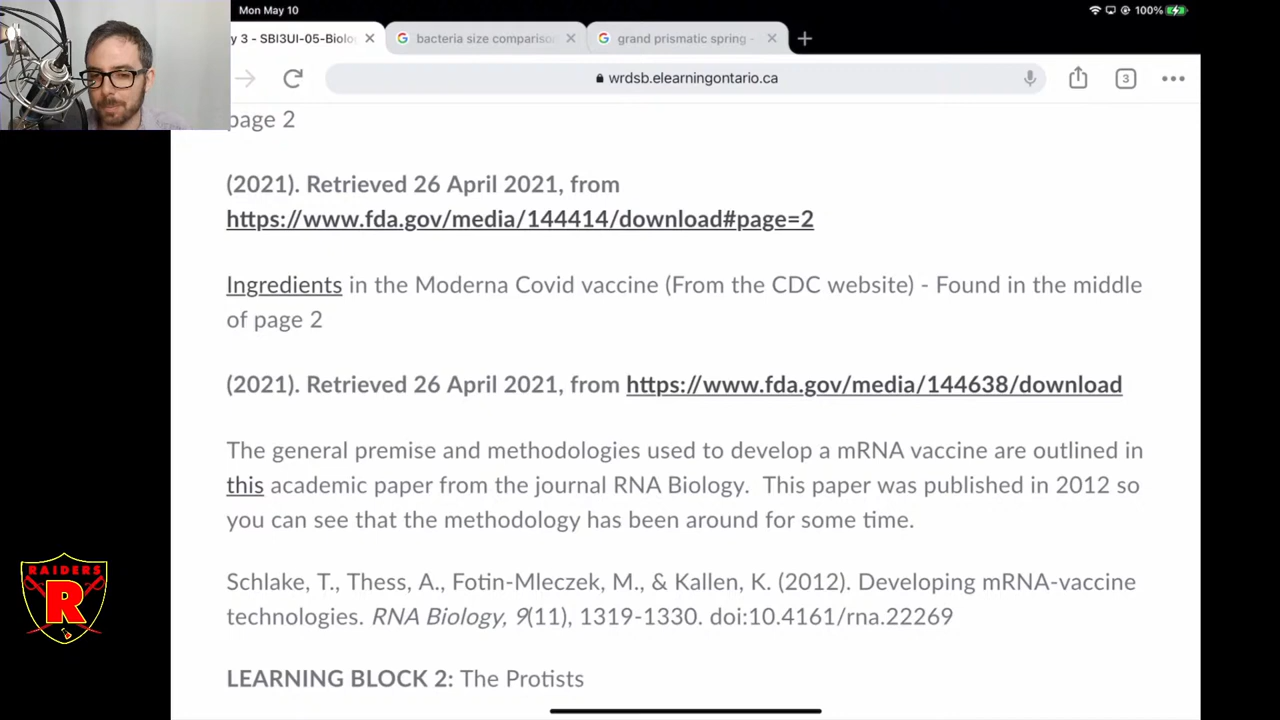 Mon May 10
100%
y 3 - SBI3UI-05-Biolo
bacteria size comparison
grand prismatic spring -
wrdsb.elearningontario.ca
3
page 2
(2021). Retrieved 26 April 2021, from
https://www.fda.gov/media/144414/download#page=2
Ingredients in the Moderna Covid vaccine (From the CDC website) - Found in the middle
of page 2
(2021). Retrieved 26 April 2021, from https://www.fda.gov/media/144638/download
The general premise and methodologies used to develop a mRNA vaccine are outlined in
this academic paper from the journal RNA Biology.  This paper was published in 2012 so
you can see that the methodology has been around for some time.
RAIDERS
R
Schlake, T., Thess, A., Fotin-Mleczek, M., & Kallen, K. (2012). Developing mRNA-vaccine
technologies. RNA Biology, 9(11), 1319-1330. doi:10.4161/rna.22269
LEARNING BLOCK 2: The Protists